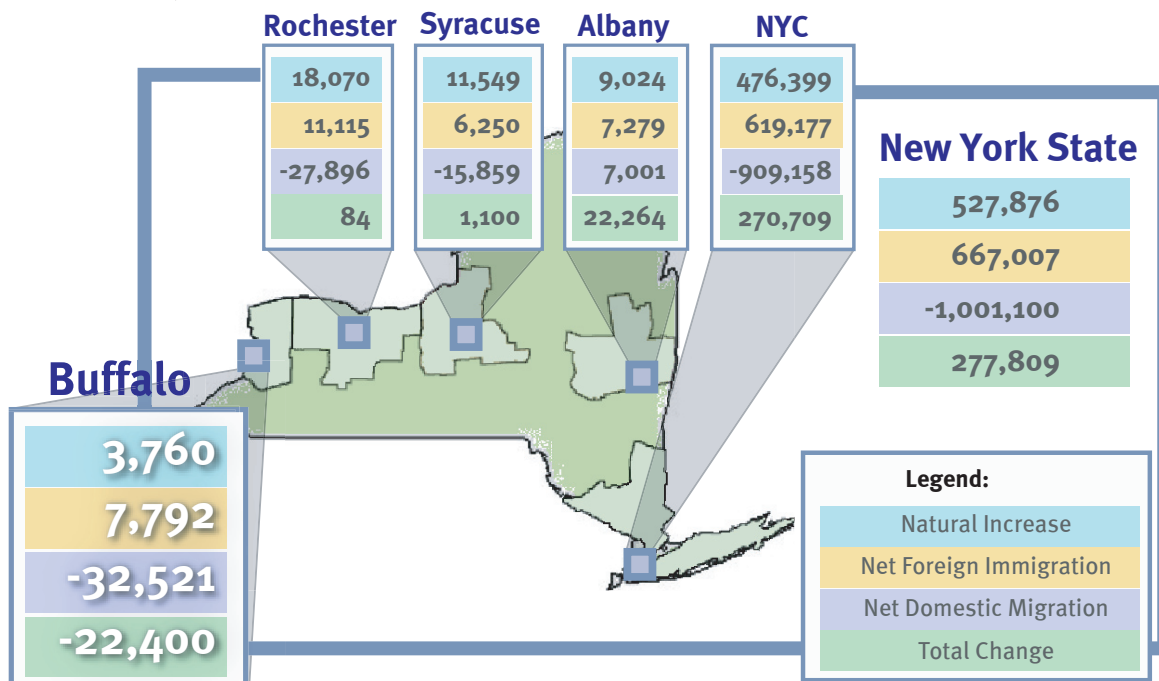 Rochester
18,070
11,115
-27,896
84
Syracuse
11,549
6,250
-15,859
1,100
Albany
9,024
7,279
7,001
22,264
NYC
476,399
619,177
-909,158
270,709
New York State
527,876
667,007
-1,001,100
277,809
Buffalo
3,760
7,792
-32,521
-22,400
Legend:
Natural Increase
Net Foreign Immigration
Net Domestic Migration
Total Change